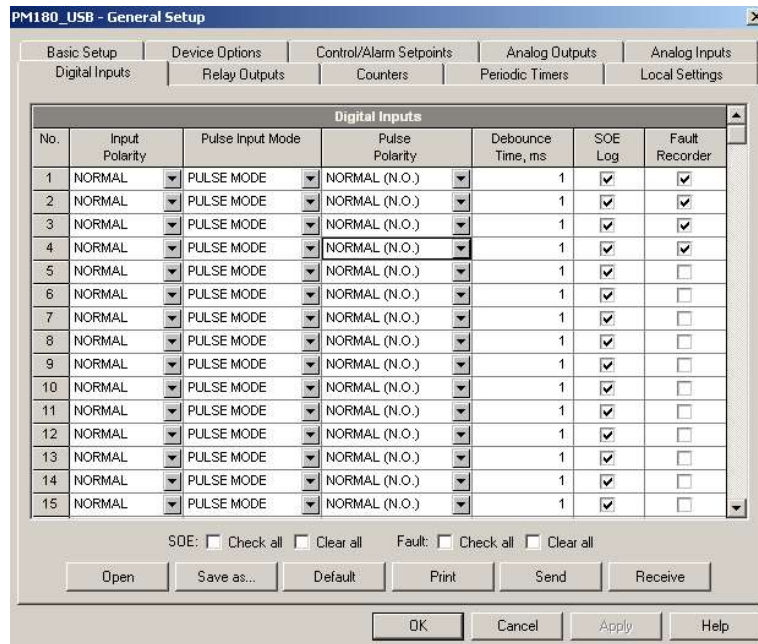 PM180_USB - General Setup
Basic Setup Device Options Control/Alarm Setpoints Analog Outputs Analog Inputs
Digital Inputs Relay Outputs Counters Periodic Timers Local Settings
Digital Inputs
No. Input Polarity Pulse Input Mode Pulse Polarity Debounce Time, ms SOE Log Fault Recorder
1 NORMAL PULSE MODE NORMAL (N.O.) 1
2 NORMAL PULSE MODE NORMAL (N.O.) 1
3 NORMAL PULSE MODE NORMAL (N.O.) 1
4 NORMAL PULSE MODE NORMAL (N.O.) 1
5 NORMAL PULSE MODE NORMAL (N.O.) 1
6 NORMAL PULSE MODE NORMAL (N.O.) 1
7 NORMAL PULSE MODE NORMAL (N.O.) 1
8 NORMAL PULSE MODE NORMAL (N.O.) 1
9 NORMAL PULSE MODE NORMAL (N.O.) 1
10 NORMAL PULSE MODE NORMAL (N.O.) 1
11 NORMAL PULSE MODE NORMAL (N.O.) 1
12 NORMAL PULSE MODE NORMAL (N.O.) 1
13 NORMAL PULSE MODE NORMAL (N.O.) 1
14 NORMAL PULSE MODE NORMAL (N.O.) 1
15 NORMAL PULSE MODE NORMAL (N.O.) 1
SOE: Check all Clear all Fault: Check all Clear all
Open Save as... Default Print Send Receive
OK Cancel Apply Help